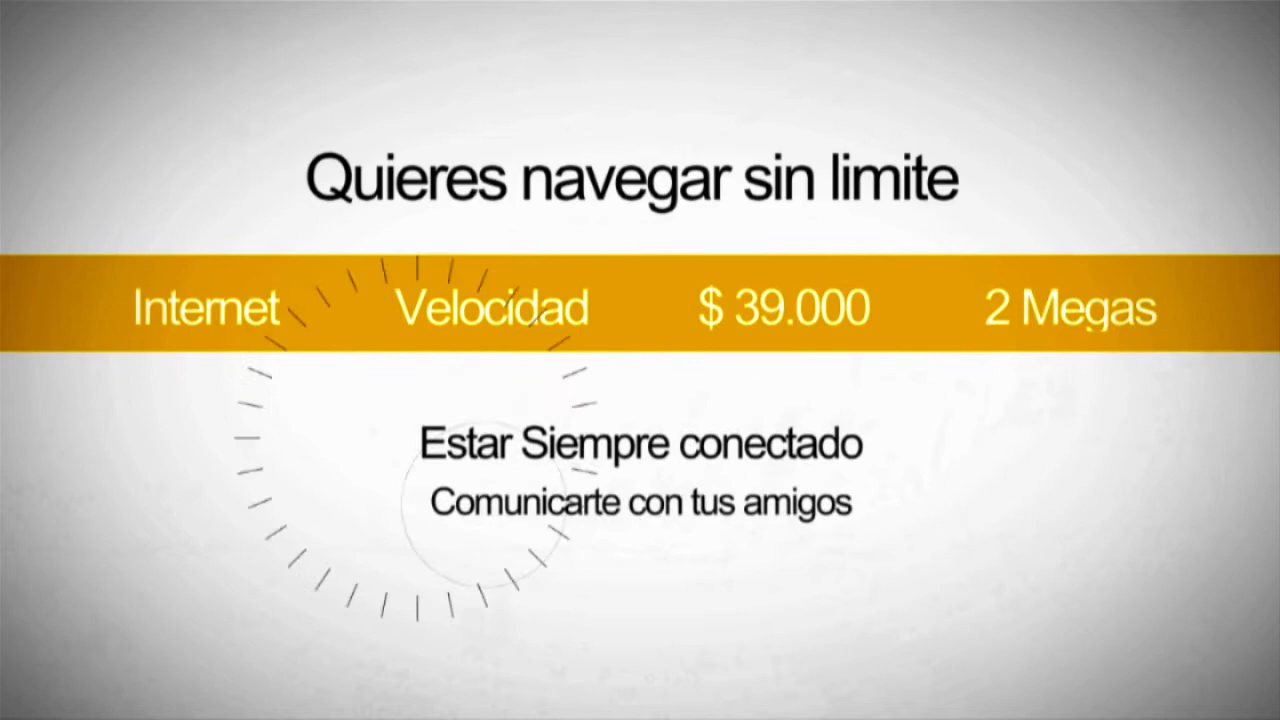 Quieres navegar sin limite
Internet Velocidad $ 39.000 2 Megas
Estar Siempre conectado
Comunicarte con tus amigos